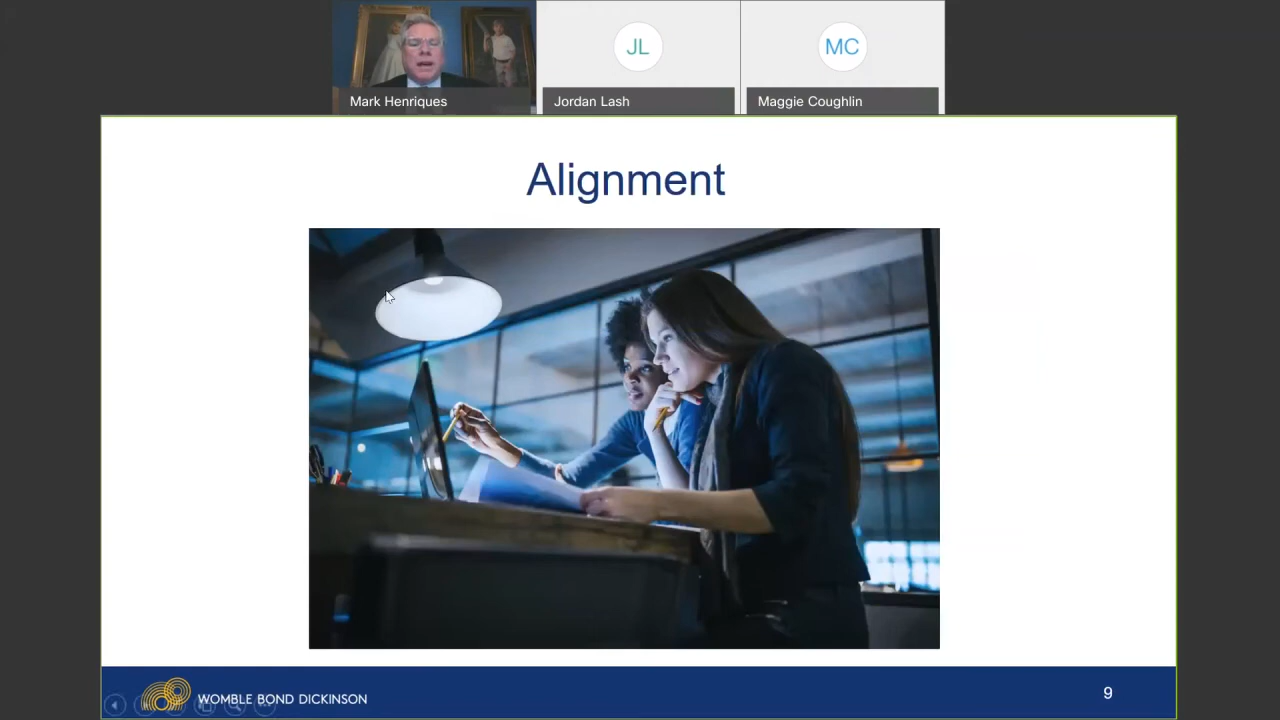 JL
MC
Mark Henriques
Jordan Lash
Maggie Coughlin
Alignment
WOMBLE BOND DICKINSON
9